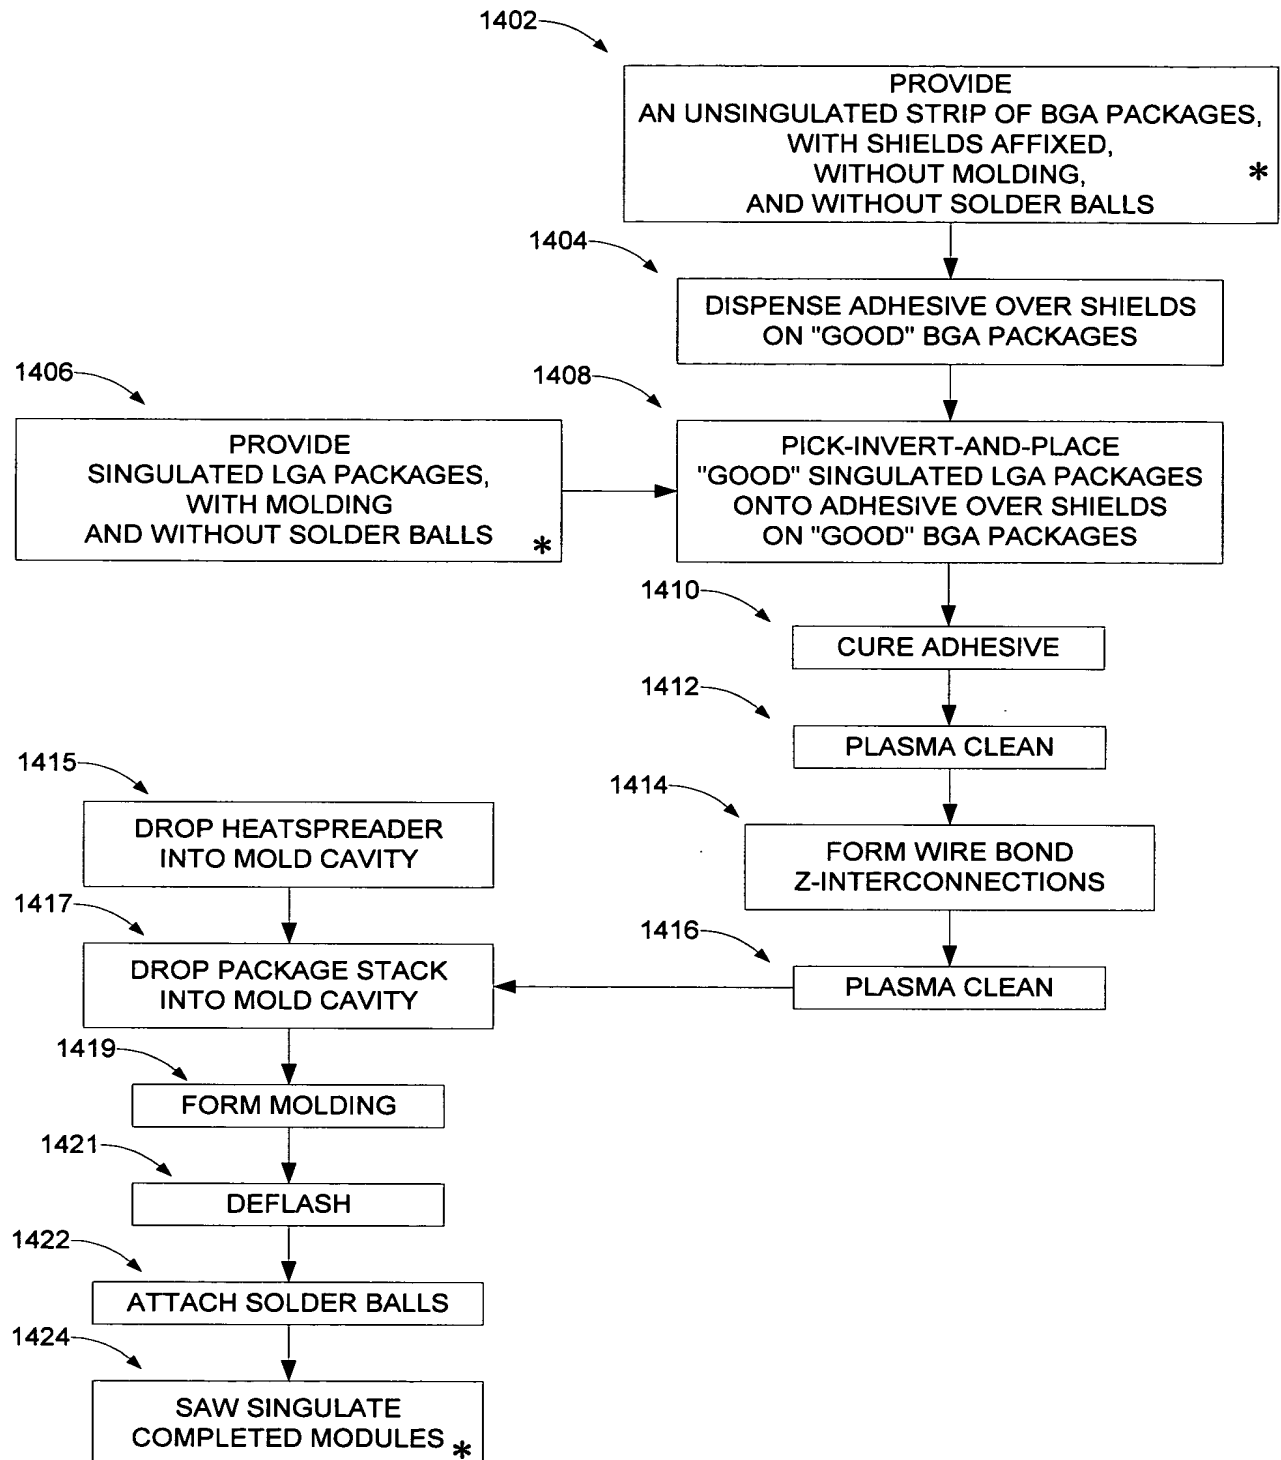 1402
PROVIDE
AN UNSINGULATED STRIP OF BGA PACKAGES,
WITH SHIELDS AFFIXED,
WITHOUT MOLDING,
AND WITHOUT SOLDER BALLS
*
1404
DISPENSE ADHESIVE OVER SHIELDS
ON "GOOD" BGA PACKAGES
1406
PROVIDE
SINGULATED LGA PACKAGES,
WITH MOLDING
AND WITHOUT SOLDER BALLS
*
1408
PICK-INVERT-AND-PLACE
"GOOD" SINGULATED LGA PACKAGES
ONTO ADHESIVE OVER SHIELDS
ON "GOOD" BGA PACKAGES
1410
CURE ADHESIVE
1412
PLASMA CLEAN
1414
FORM WIRE BOND
Z-INTERCONNECTIONS
1416
PLASMA CLEAN
1415
DROP HEATSPREADER
INTO MOLD CAVITY
1417
DROP PACKAGE STACK
INTO MOLD CAVITY
1419
FORM MOLDING
1421
DEFLASH
1422
ATTACH SOLDER BALLS
1424
SAW SINGULATE
COMPLETED MODULES *